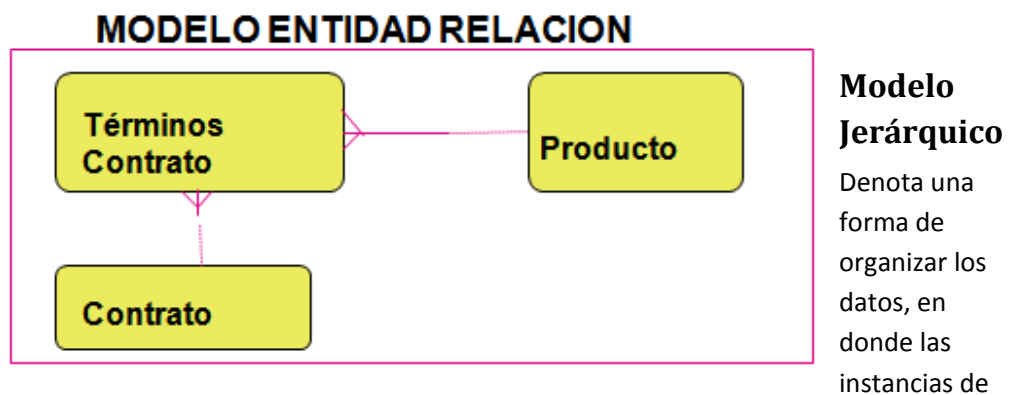 MODELO ENTIDAD RELACION
Términos
Contrato
Producto
Contrato
Modelo
Jerárquico
Denota una
forma de
organizar los
datos, en
donde las
instancias de